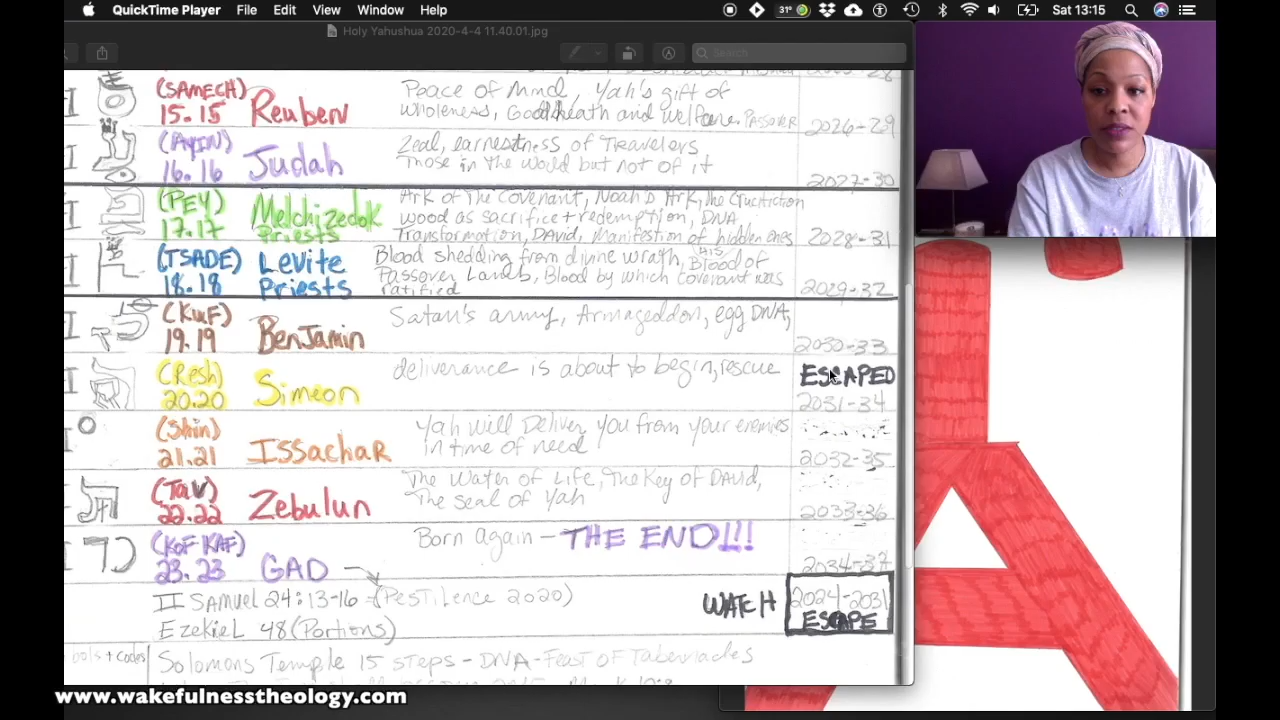 QuickTime Player File Edit View Window Help 31° Sat 13:15
Holy Yahushua 2020-4-4 11.40.01.jpg
Search
(SAMECH) Peace of Mind, Yah's gift of
15.15 Reuben wholeness, Good heath and welfare. PASSOVER 2026-29
(AYIN) Zeal, earnestness of Travelers
16.16 Judah Those in the world but not of it 2027-30
(PEY) Ark of The Covenant, Noah's Ark, the Crucifiction
17.17 Melchizedok Priests wood as sacrifice + redemption, DNA
Transformation, DAvid, Manifestion of hidden ones 2028-31
(TSADE) Levite Blood shedding from divine wrath, His Blood of
18.18 Priests Passover Lamb, Blood by which covenant was
ratified 2029-32
(KUF) Satan's army, Armageddon, egg DNA,
19.19 BenJamin 2030-33
(Resh) deliverance is about to begin, rescue ESCAPED
20.20 Simeon 2031-34
(Shin) Yah will Deliver you from your enemies
21.21 Issachar in time of need 2032-35
(Tav) The Water of Life, The Key of DAvid,
22.22 Zebulun The seal of Yah 2033-36
(KOF KAF) Born Again - THE END!!!
23.23 GAD 2034-37
II Samuel 24:13-16 - (Pestilence 2020) WATCH 2024-2031
Ezekiel 48 (Portions) ESCAPE
Solomons Temple 15 steps - DNA - Feast of Tabernacles
www.wakefulnesstheology.com